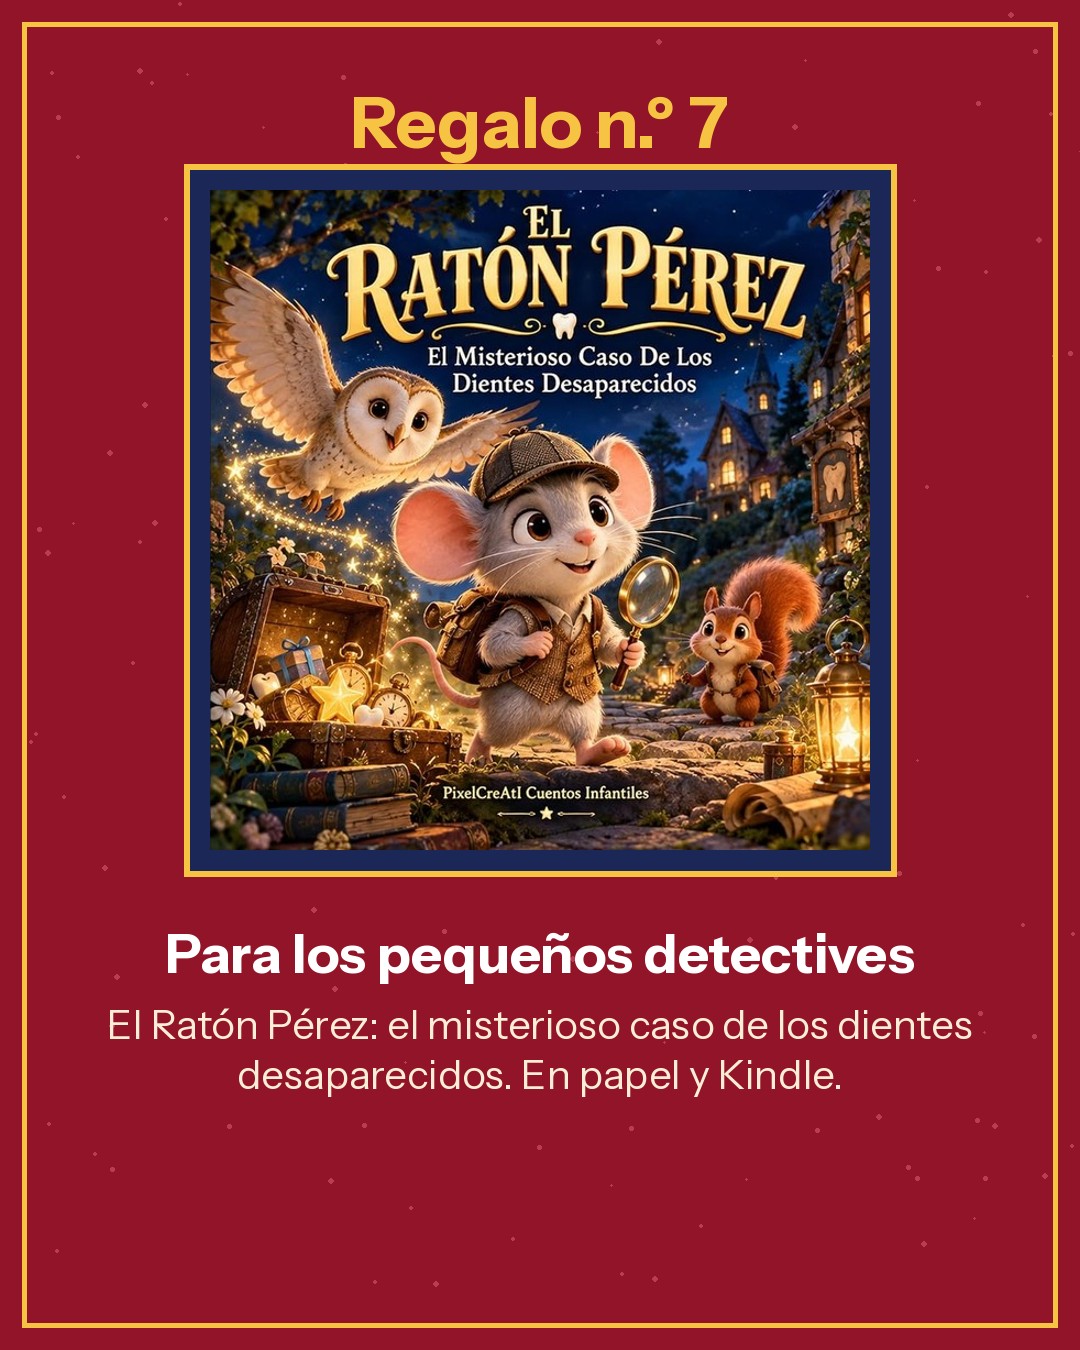 Regalo n.º 7
EL
RATÓN PÉREZ
El Misterioso Caso De Los
Dientes Desaparecidos
PixelCreAtI Cuentos Infantiles
Para los pequeños detectives
El Ratón Pérez: el misterioso caso de los dientes
desaparecidos. En papel y Kindle.